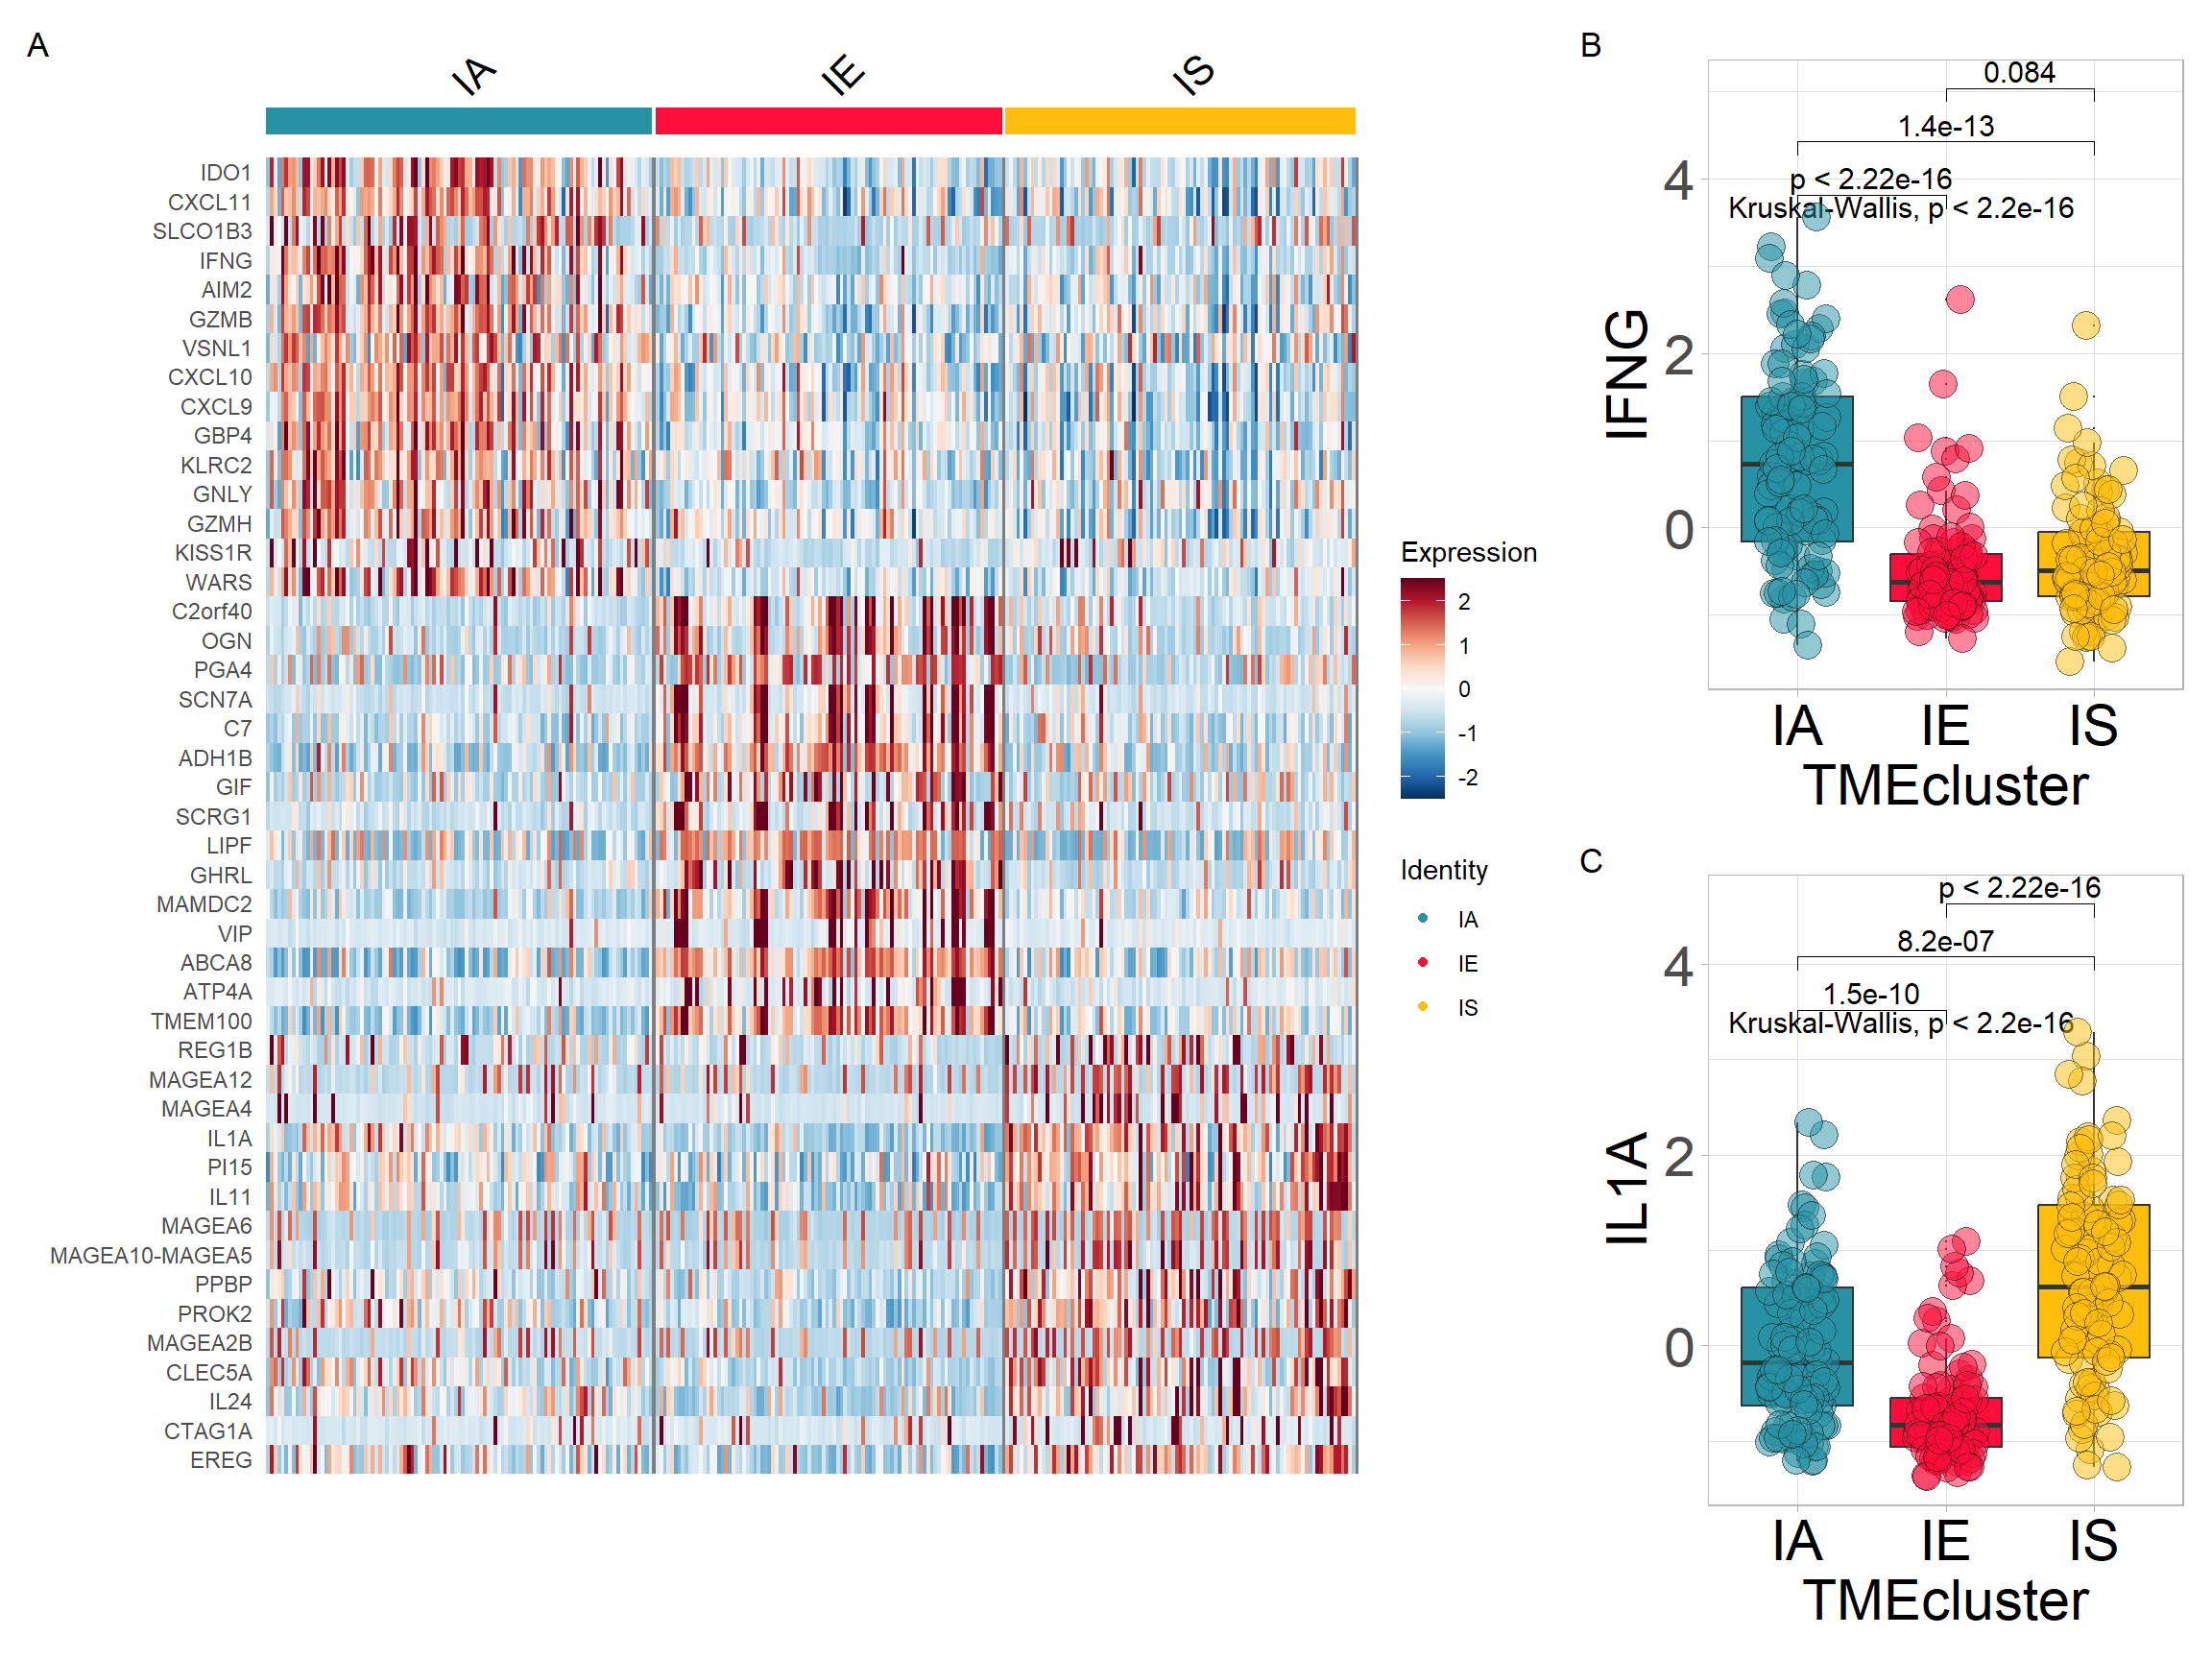 A
IA
IE
IS
IDO1
CXCL11
SLCO1B3
IFNG
AIM2
GZMB
VSNL1
CXCL10
CXCL9
GBP4
KLRC2
GNLY
GZMH
KISS1R
WARS
C2orf40
OGN
PGA4
SCN7A
C7
ADH1B
GIF
SCRG1
LIPF
GHRL
MAMDC2
VIP
ABCA8
ATP4A
TMEM100
REG1B
MAGEA12
MAGEA4
IL1A
PI15
IL11
MAGEA6
MAGEA10-MAGEA5
PPBP
PROK2
MAGEA2B
CLEC5A
IL24
CTAG1A
EREG
Expression
2
1
0
-1
-2
Identity
IA
IE
IS
B
0.084
1.4e-13
p < 2.22e-16
Kruskal-Wallis, p < 2.2e-16
4
2
0
IFNG
IA
IE
IS
TMEcluster
C
p < 2.22e-16
8.2e-07
1.5e-10
Kruskal-Wallis, p < 2.2e-16
4
2
0
IL1A
IA
IE
IS
TMEcluster